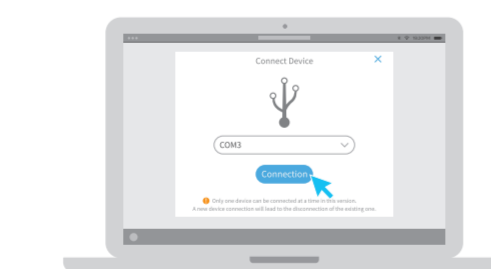 Connect Device
COM3
Connection
Only one device can be connected at a time in this version.
A new device connection will lead to the disconnection of the existing one.